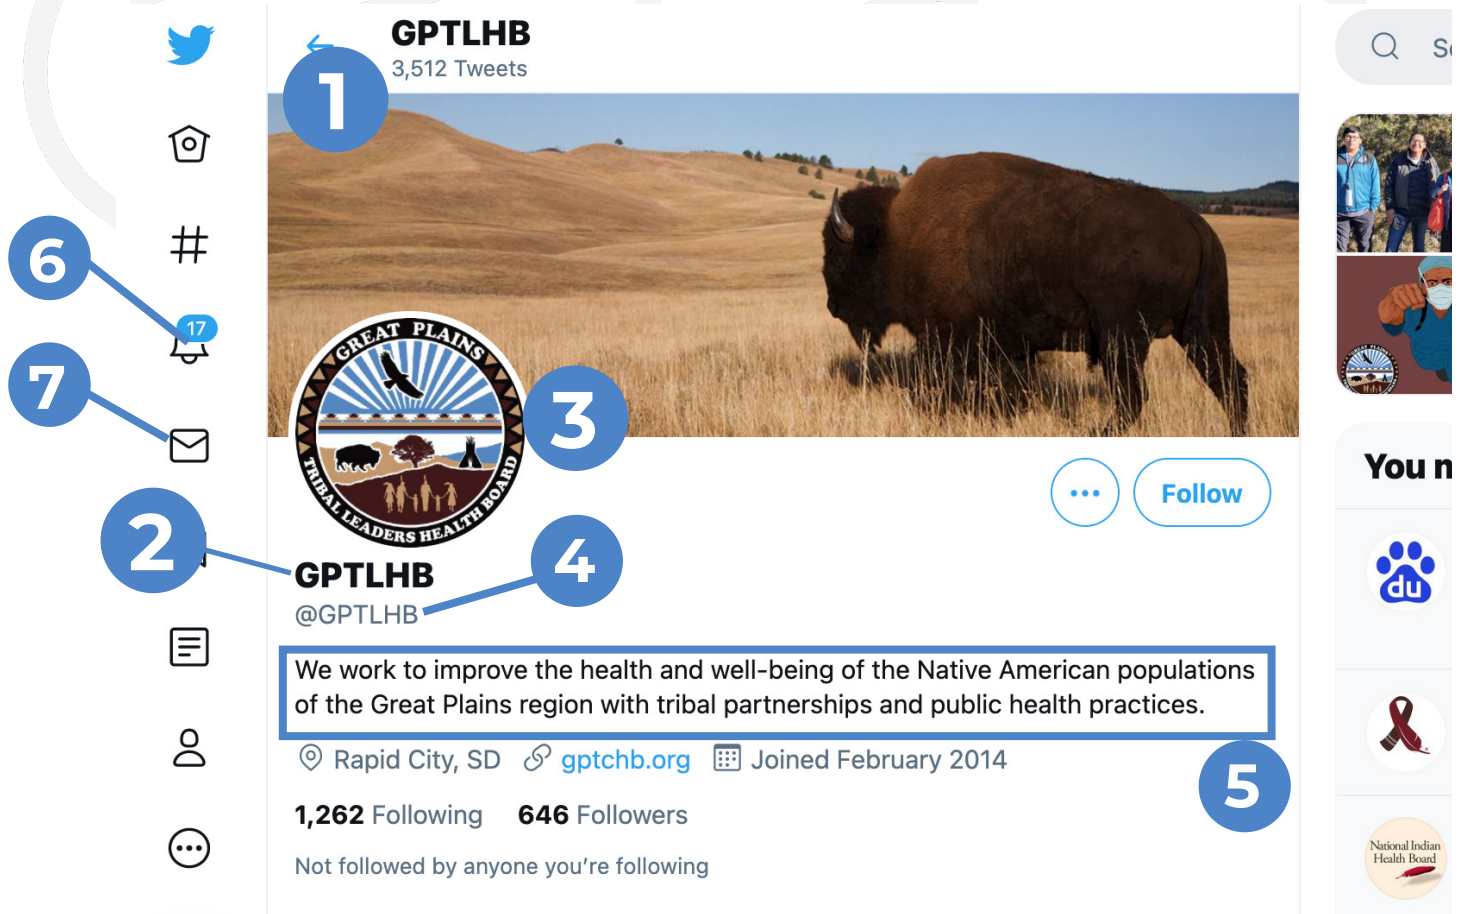 GPTLHB
3,512 Tweets
1
6
17
7
GREAT PLAINS
TRIBAL LEADERS HEALTH BOARD
3
Follow
2
GPTLHB
4
@GPTLHB
We work to improve the health and well-being of the Native American populations
of the Great Plains region with tribal partnerships and public health practices.
Rapid City, SD gptchb.org Joined February 2014
5
1,262 Following 646 Followers
Not followed by anyone you're following
GREAT PLAINS
You
du
National Indian
Health Board